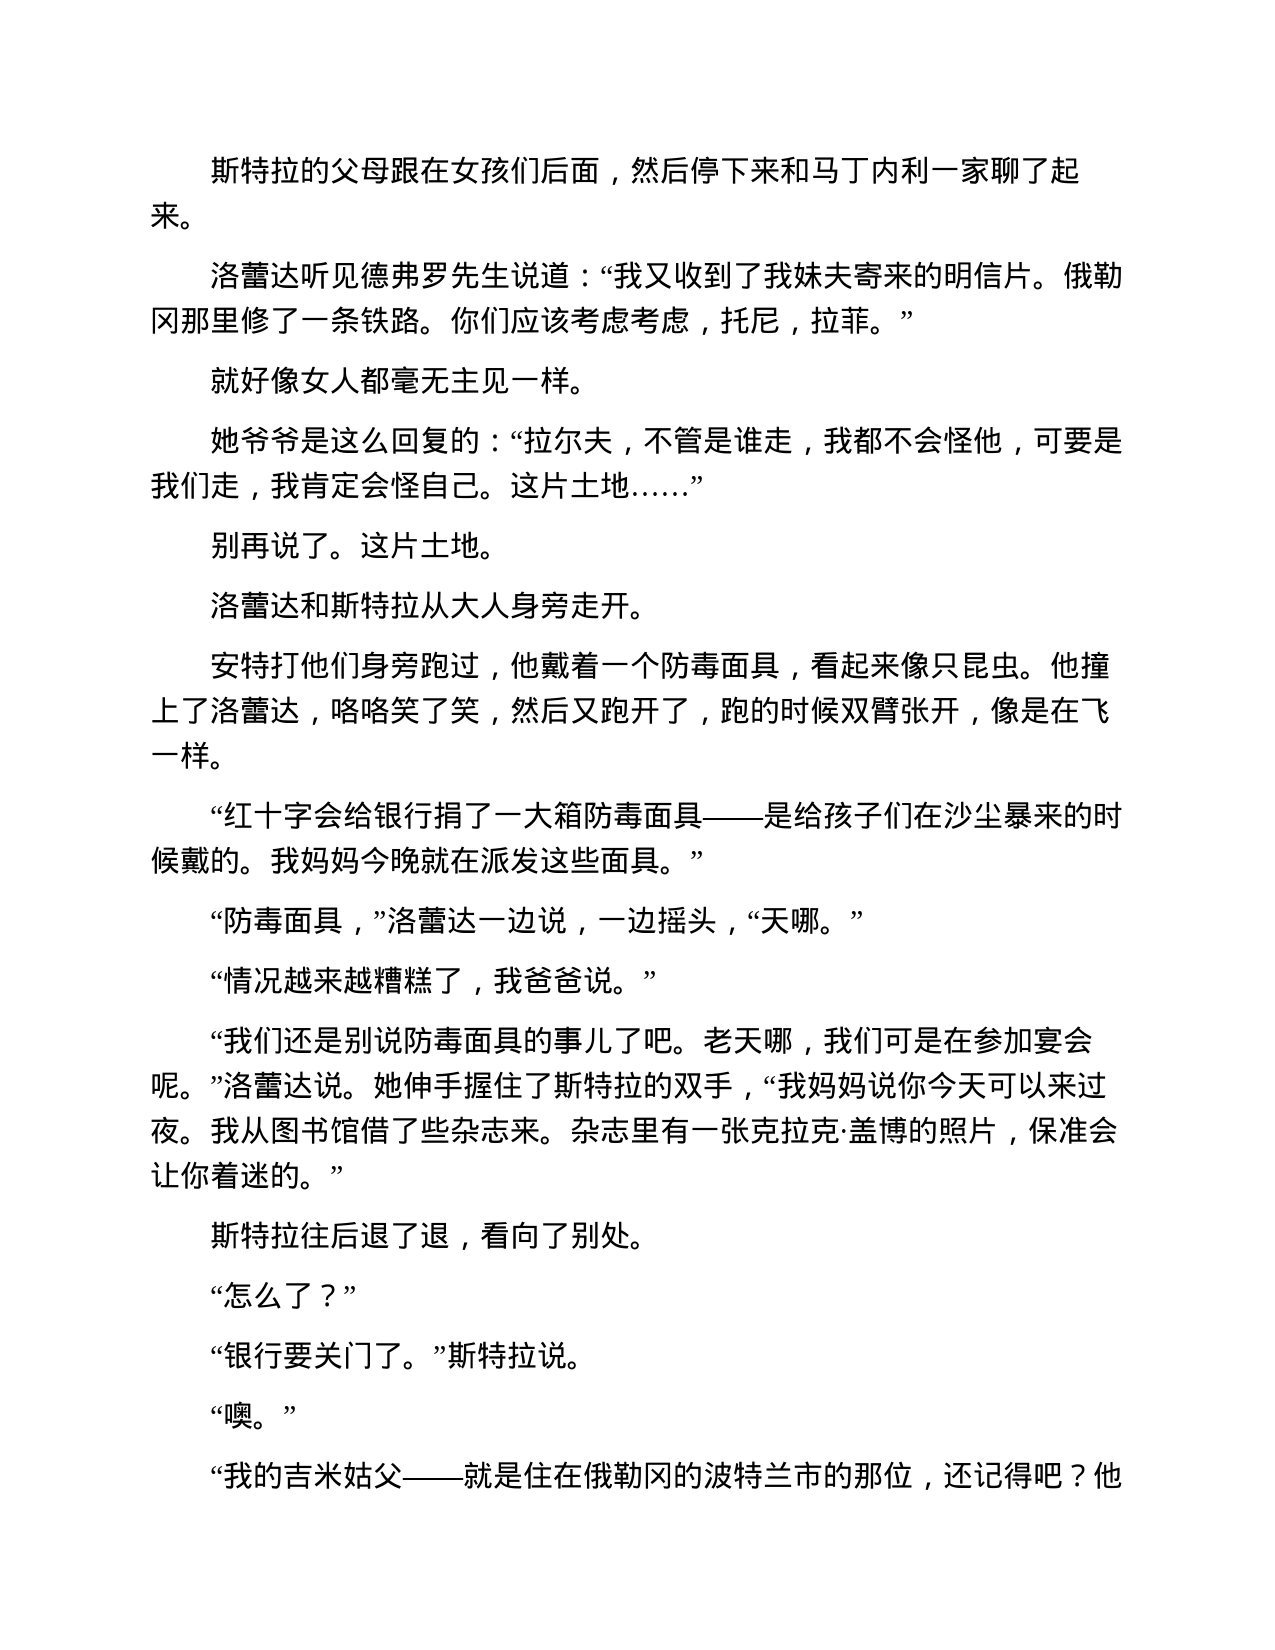 斯特拉的父母跟在女孩们后面，然后停下来和马丁内利一家聊了起
来。
洛蕾达听见德弗罗先生说道：“我又收到了我妹夫寄来的明信片。俄勒
冈那里修了一条铁路。你们应该考虑考虑，托尼，拉菲。”
就好像女人都毫无主见一样。
她爷爷是这么回复的：“拉尔夫，不管是谁走，我都不会怪他，可要是
我们走，我肯定会怪自己。这片土地……”
别再说了。这片土地。
洛蕾达和斯特拉从大人身旁走开。
安特打他们身旁跑过，他戴着一个防毒面具，看起来像只昆虫。他撞
上了洛蕾达，咯咯笑了笑，然后又跑开了，跑的时候双臂张开，像是在飞
一样。
“红十字会给银行捐了一大箱防毒面具——是给孩子们在沙尘暴来的时
候戴的。我妈妈今晚就在派发这些面具。”
“防毒面具，”洛蕾达一边说，一边摇头，“天哪。”
“情况越来越糟糕了，我爸爸说。”
“我们还是别说防毒面具的事儿了吧。老天哪，我们可是在参加宴会
呢。”洛蕾达说。她伸手握住了斯特拉的双手，“我妈妈说你今天可以来过
夜。我从图书馆借了些杂志来。杂志里有一张克拉克·盖博的照片，保准会
让你着迷的。”
斯特拉往后退了退，看向了别处。
“怎么了？”
“银行要关门了。”斯特拉说。
“噢。”
“我的吉米姑父——就是住在俄勒冈的波特兰市的那位，还记得吧？他